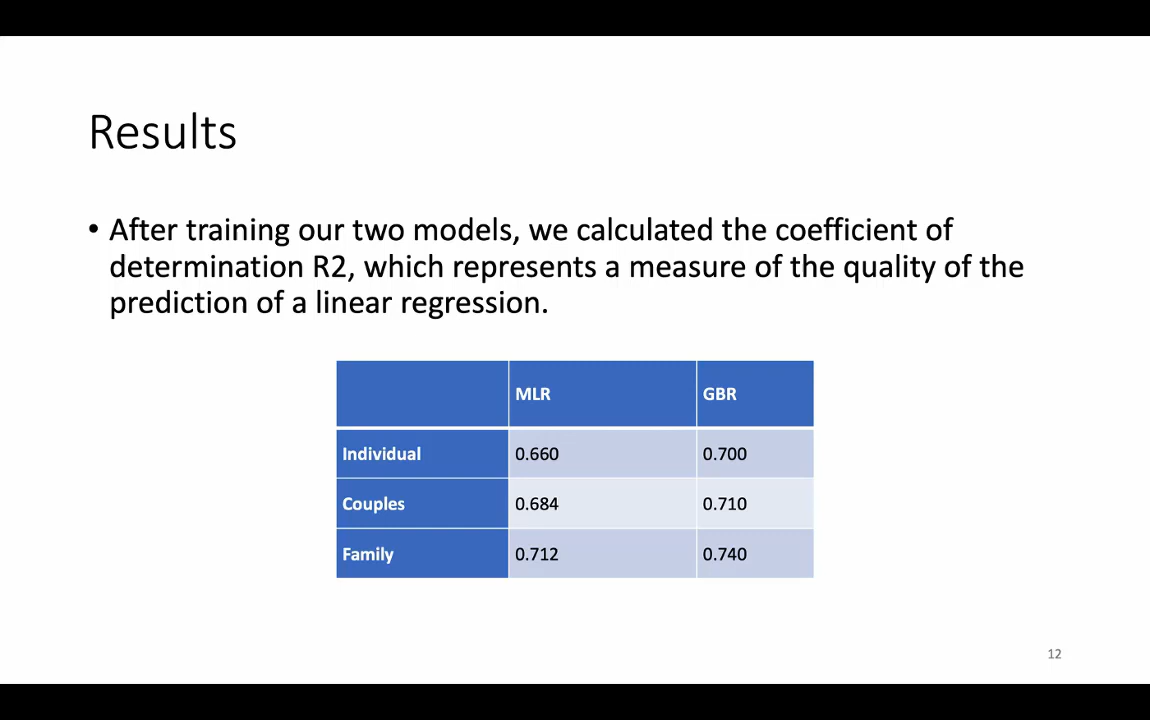 Results
• After training our two models, we calculated the coefficient of
determination R2, which represents a measure of the quality of the
prediction of a linear regression.
MLR GBR
Individual 0.660 0.700
Couples 0.684 0.710
Family 0.712 0.740
12